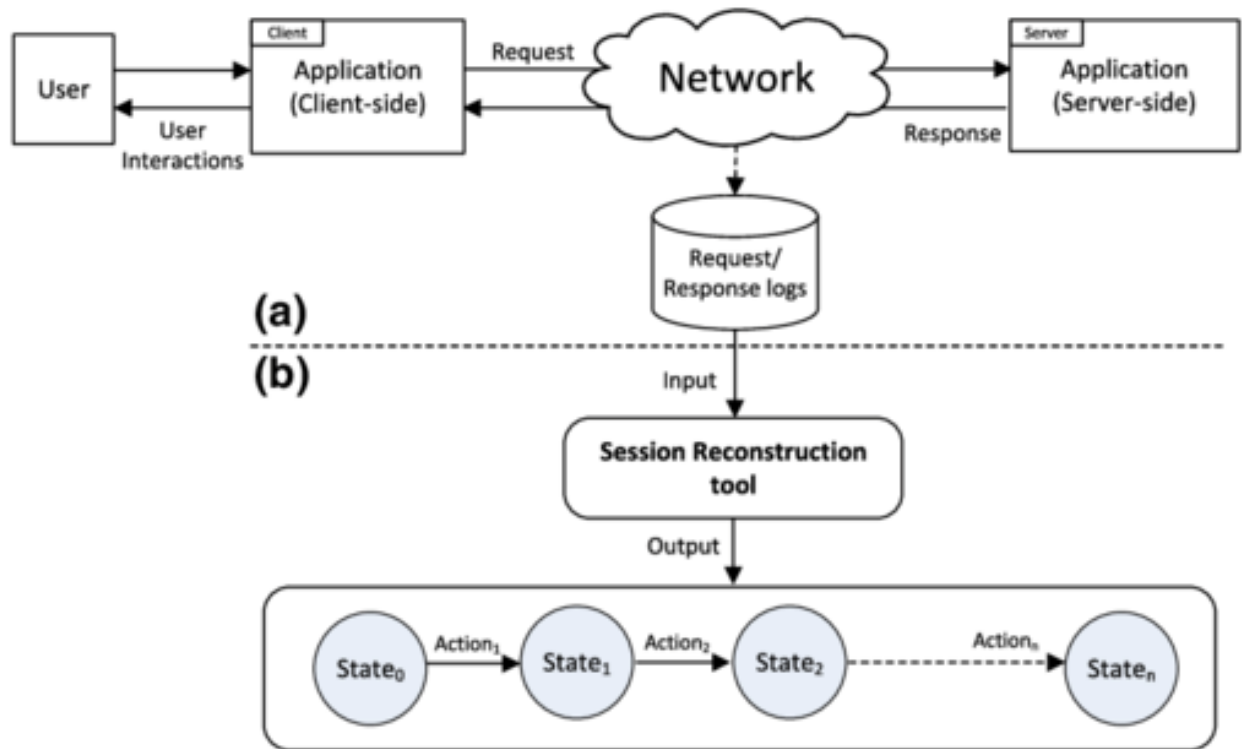 Client
Server
User
Application
(Client-side)
Request
Network
Application
(Server-side)
User
Interactions
Response
Request/
Response logs
(a)
(b)
Input
Session Reconstruction
tool
Output
State₀
Action₁
State₁
Action₂
State₂
Actionₙ
Stateₙ